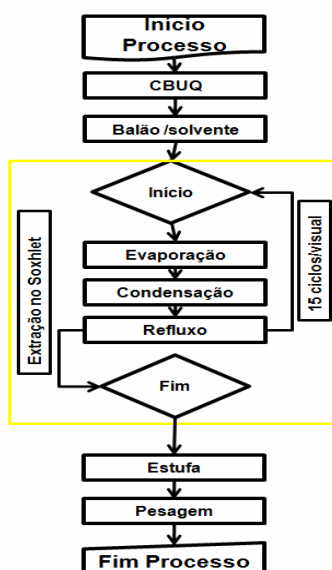 Início
Processo
CBUQ
Balão /solvente
Início
Evaporação
Condensação
Refluxo
Extração no Soxhlet
15 ciclos/visual
Fim
Estufa
Pesagem
Fim Processo